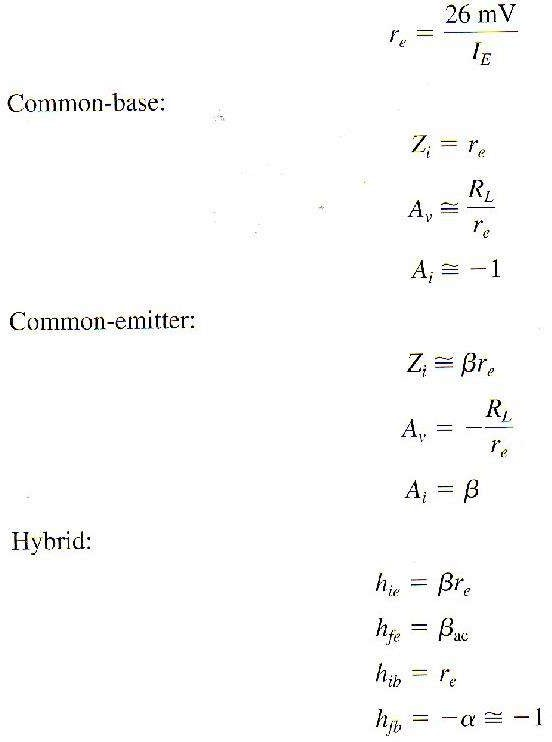 r_e = 26 mV / I_E
Common-base:
Z_i = r_e
A_v ≅ R_L / r_e
A_i ≅ −1
Common-emitter:
Z_i ≅ βr_e
A_v = −R_L / r_e
A_i = β
Hybrid:
h_ie = βr_e
h_fe = β_ac
h_ib = r_e
h_fb = −α ≅ −1